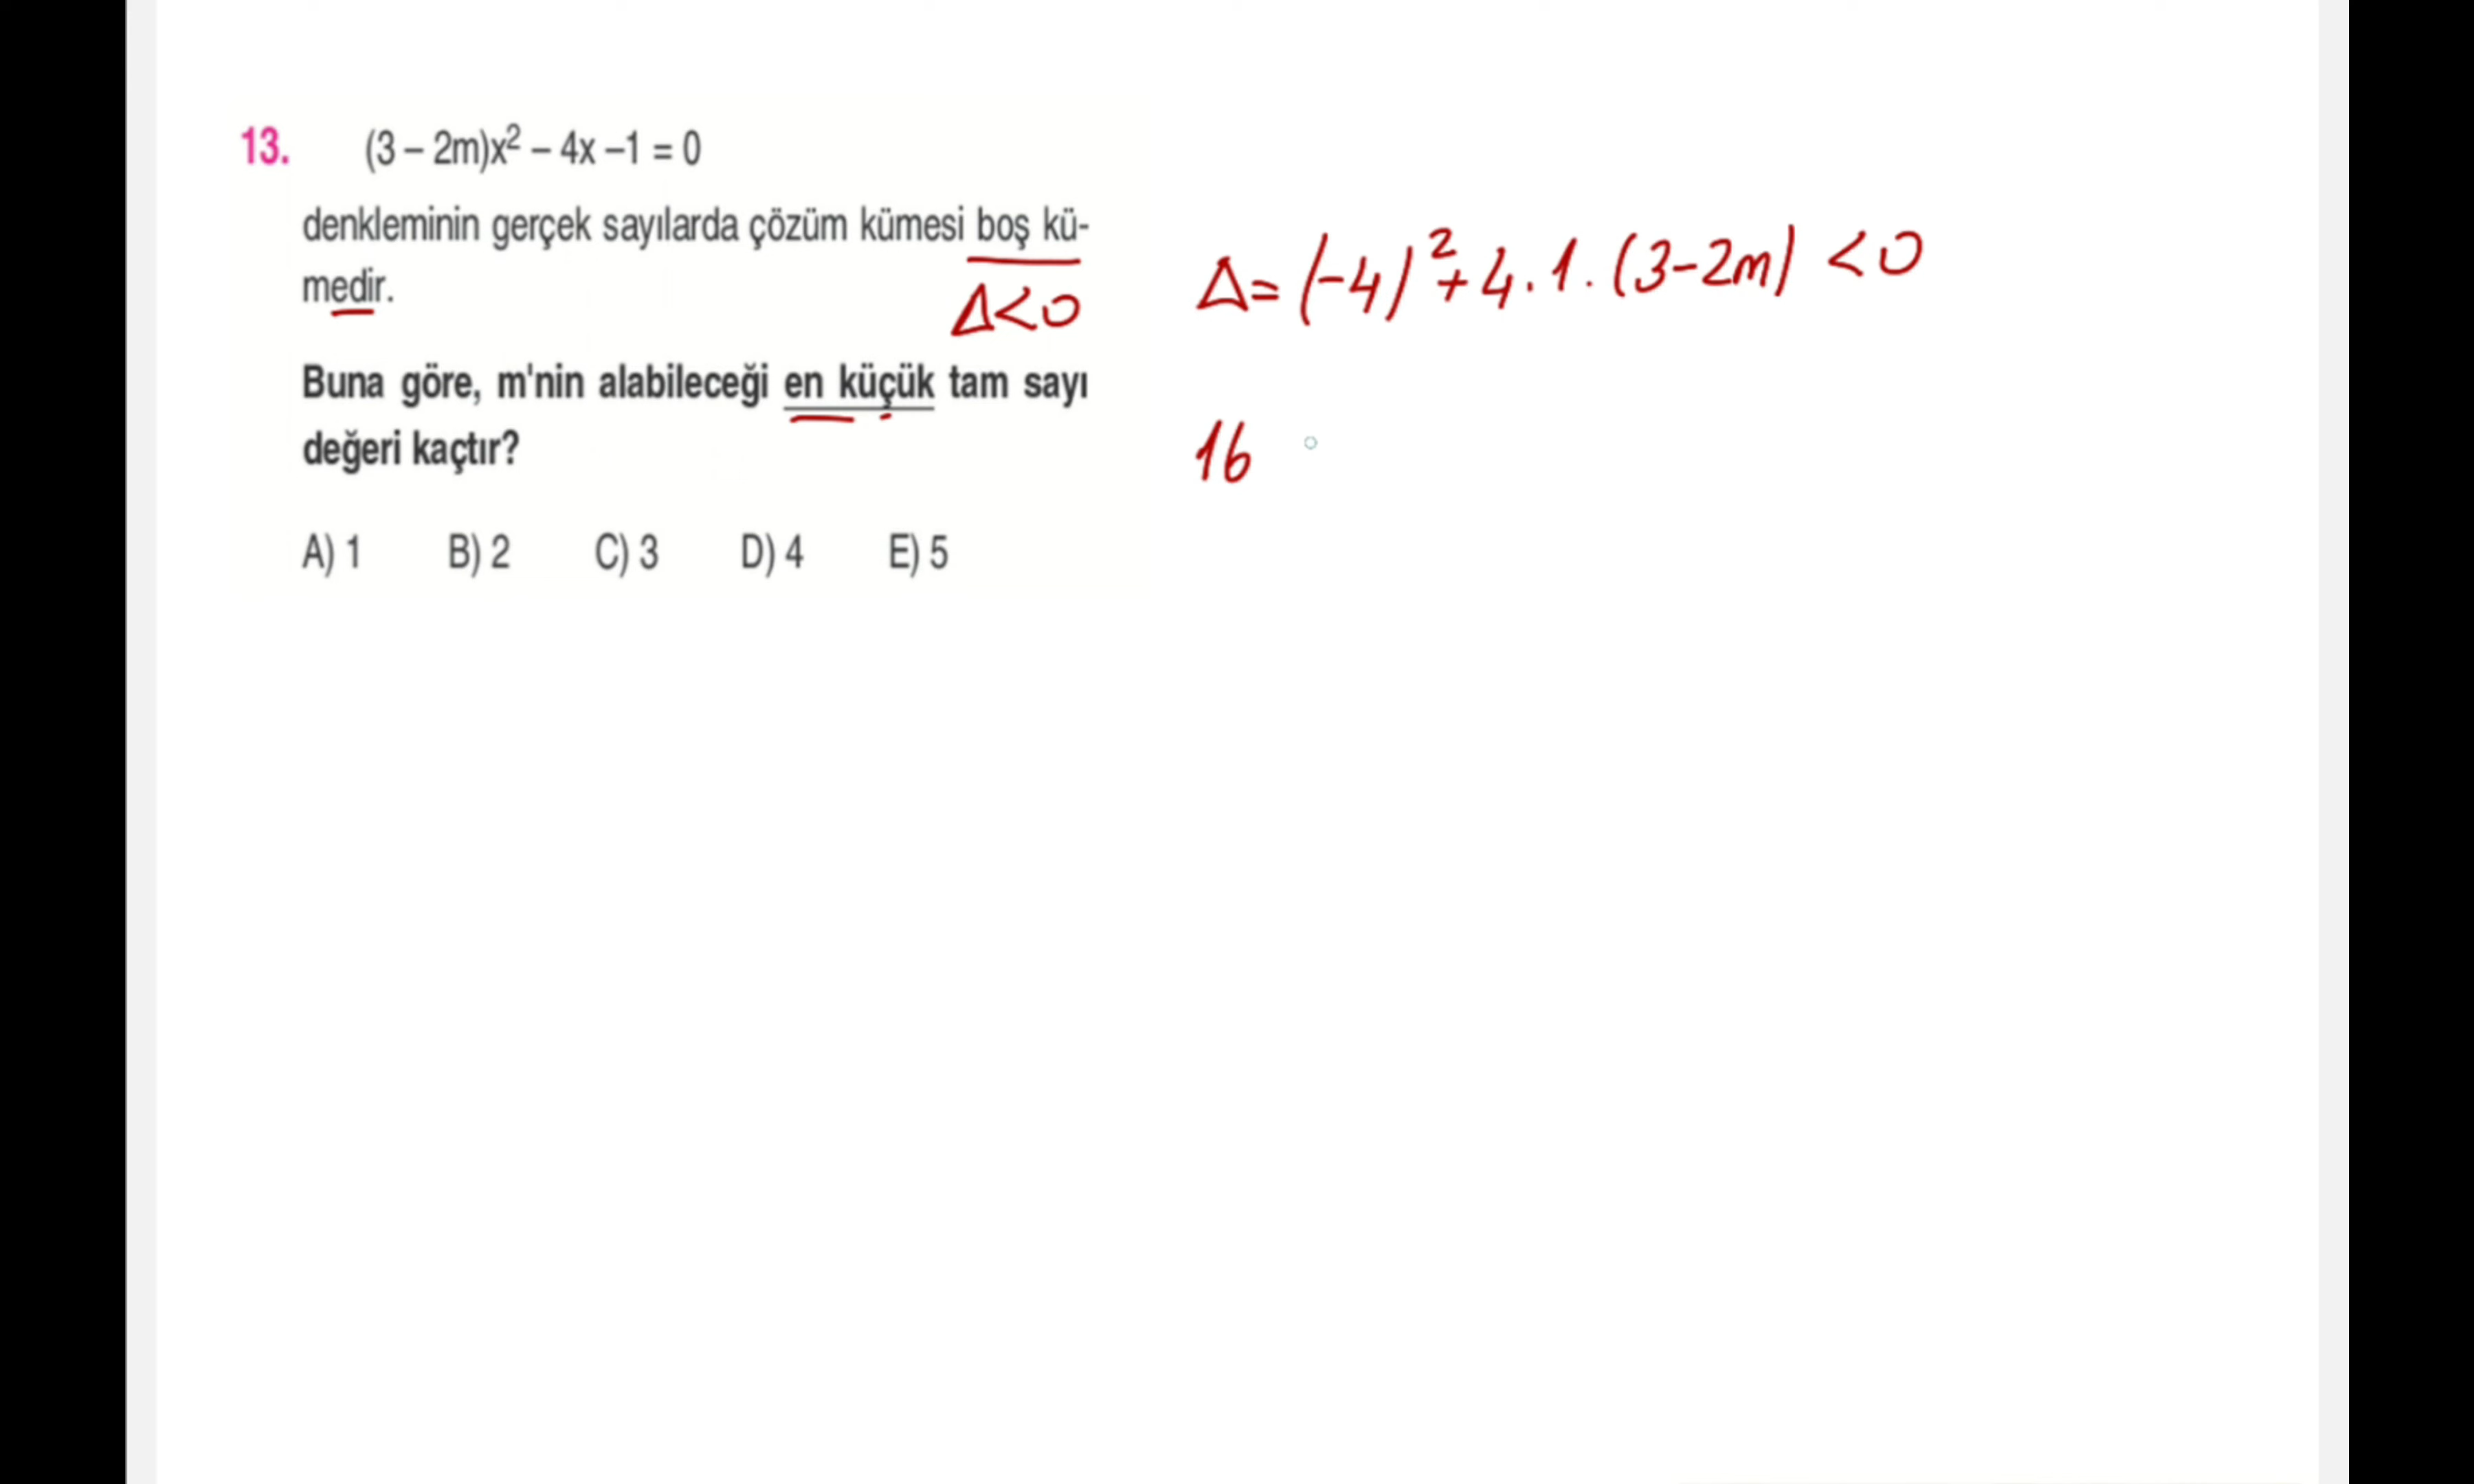 13. (3 – 2m)x² – 4x –1 = 0
denkleminin gerçek sayılarda çözüm kümesi boş kü-
medir.
Δ<0
Buna göre, m'nin alabileceği en küçük tam sayı
değeri kaçtır?
A) 1 B) 2 C) 3 D) 4 E) 5
Δ= (-4)²+4.1.(3-2m) <0
16